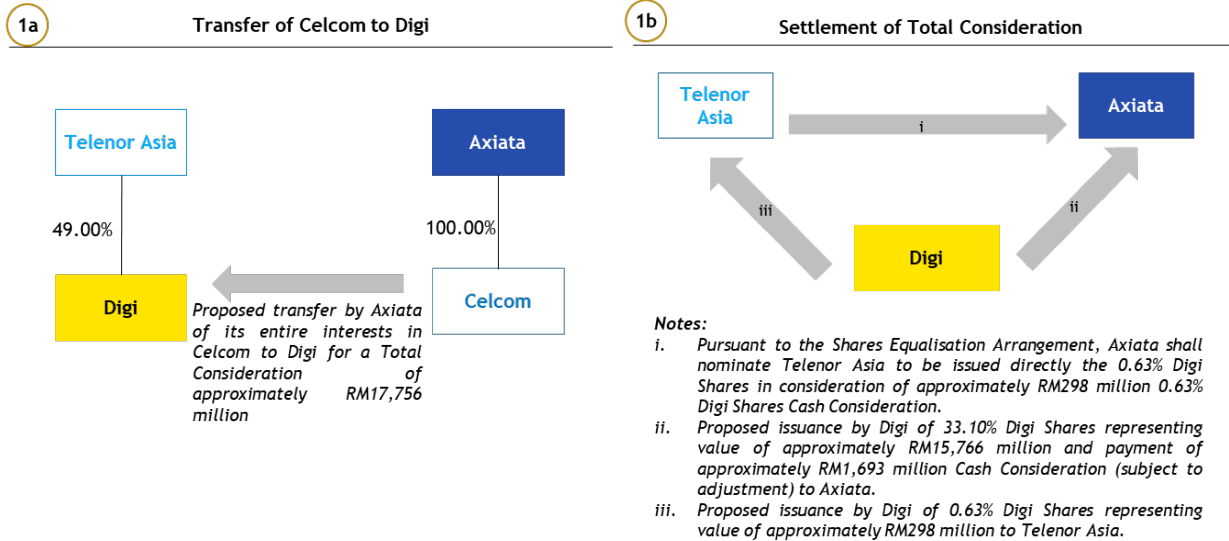 1a
Transfer of Celcom to Digi
Telenor Asia
Axiata
49.00%
100.00%
Digi
Celcom
Proposed transfer by Axiata
of its entire interests in
Celcom to Digi for a Total
Consideration of
approximately RM17,756
million
1b
Settlement of Total Consideration
Telenor
Asia
Axiata
i
iii
ii
Digi
Notes:
i. Pursuant to the Shares Equalisation Arrangement, Axiata shall
nominate Telenor Asia to be issued directly the 0.63% Digi
Shares in consideration of approximately RM298 million 0.63%
Digi Shares Cash Consideration.
ii. Proposed issuance by Digi of 33.10% Digi Shares representing
value of approximately RM15,766 million and payment of
approximately RM1,693 million Cash Consideration (subject to
adjustment) to Axiata.
iii. Proposed issuance by Digi of 0.63% Digi Shares representing
value of approximately RM298 million to Telenor Asia.